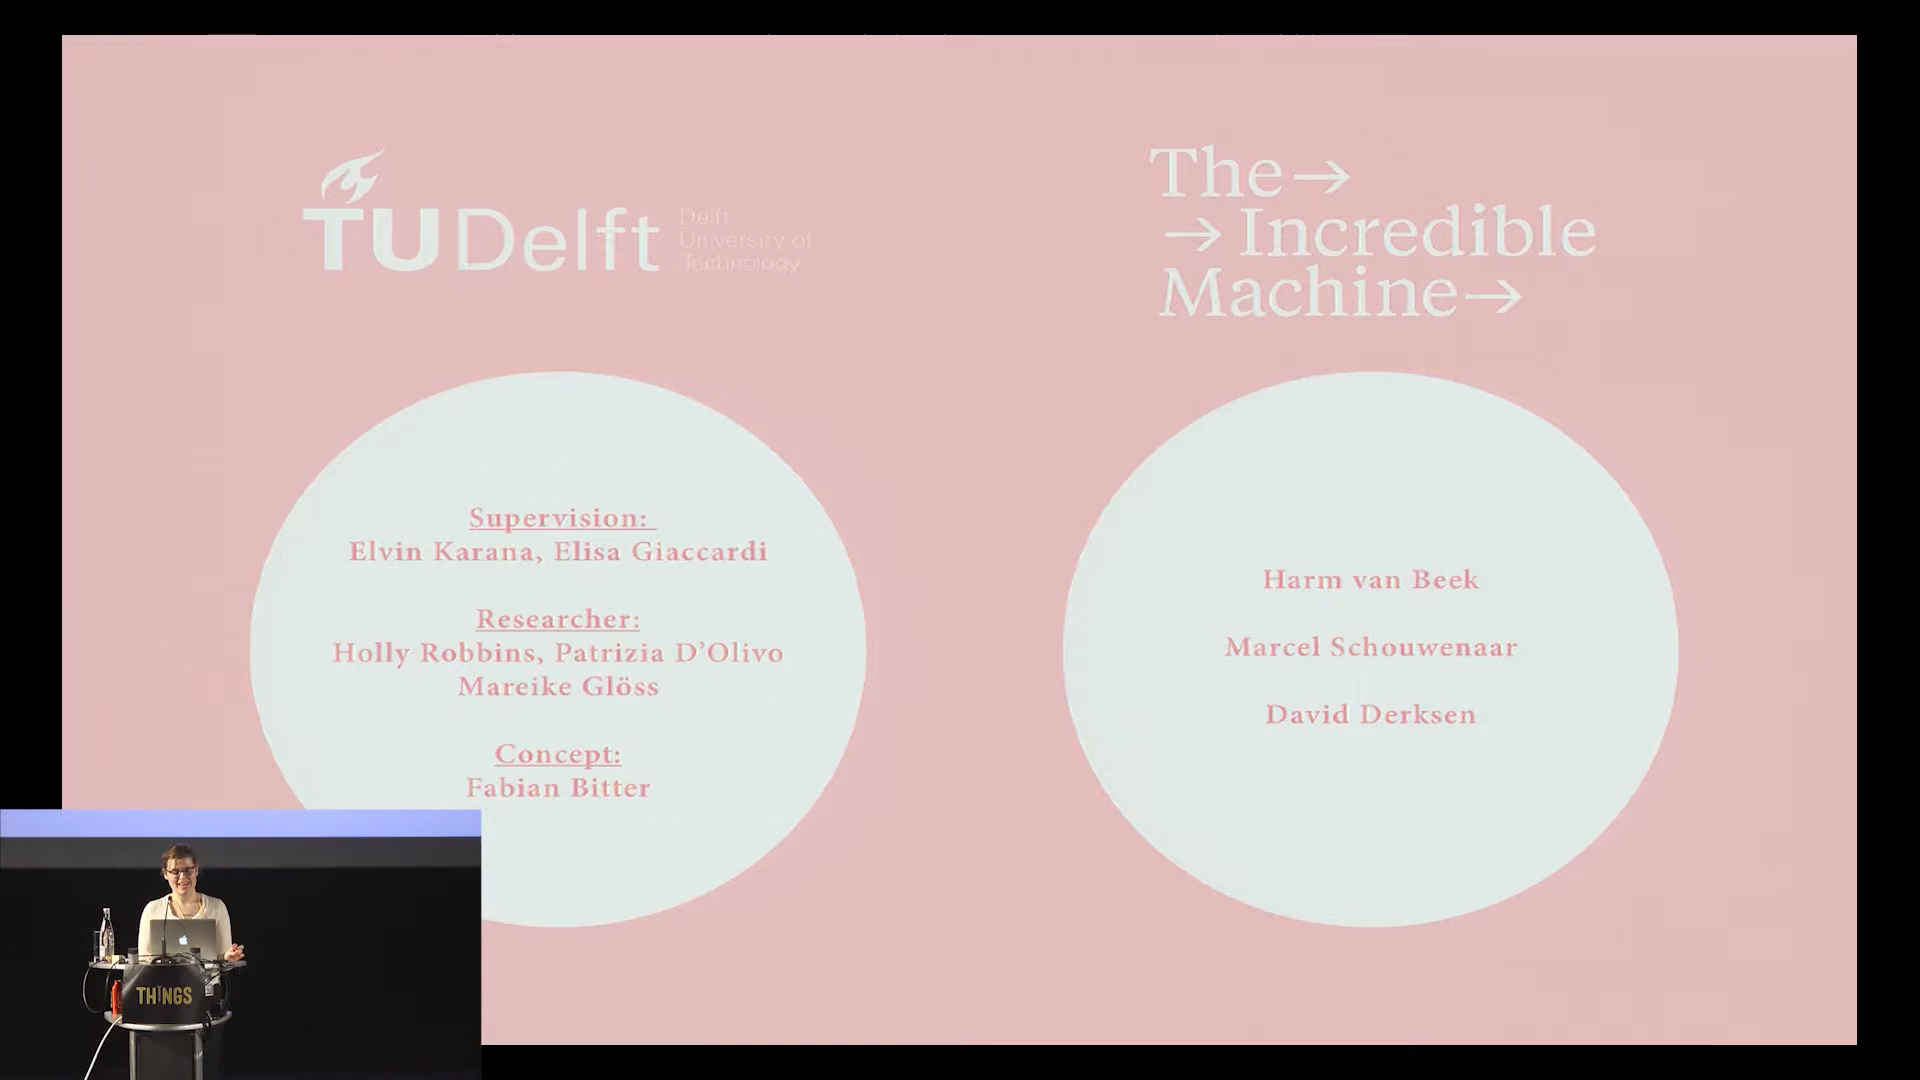 TU Delft
Delft
University of
Technology
The →
→ Incredible
Machine →
Supervision:
Elvin Karana, Elisa Giaccardi
Researcher:
Holly Robbins, Patrizia D’Olivo
Mareike Glöss
Concept:
Fabian Bitter
Harm van Beek
Marcel Schouwenaar
David Derksen
THINGS